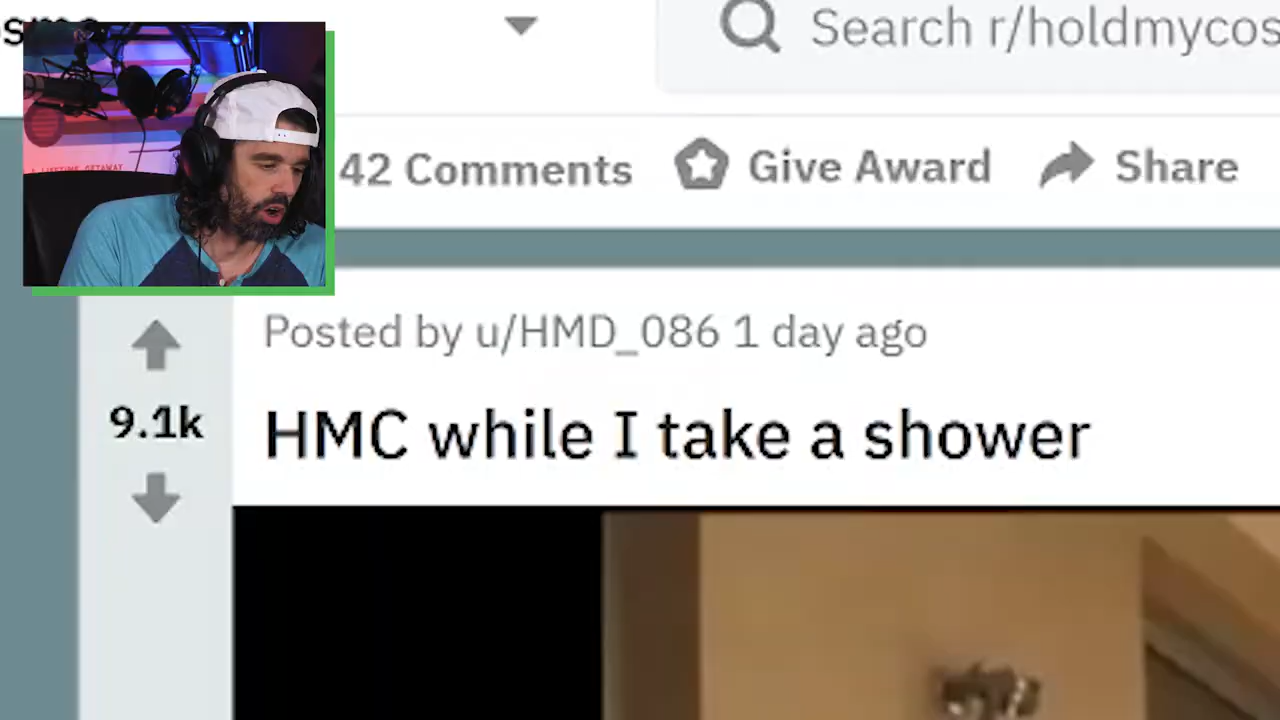 Search r/holdmycos
42 Comments
Give Award
Share
Posted by u/HMD_086 1 day ago
9.1k
HMC while I take a shower